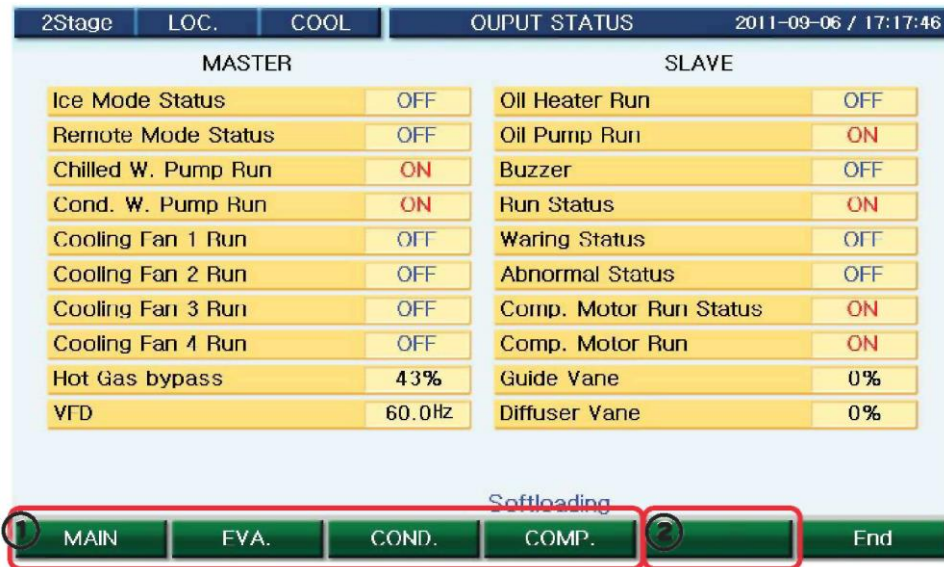 2Stage LOC. COOL OUPUT STATUS 2011-09-06 / 17:17:46
MASTER SLAVE
Ice Mode Status OFF Oil Heater Run OFF
Remote Mode Status OFF Oil Pump Run ON
Chilled W. Pump Run ON Buzzer OFF
Cond. W. Pump Run ON Run Status ON
Cooling Fan 1 Run OFF Waring Status OFF
Cooling Fan 2 Run OFF Abnormal Status OFF
Cooling Fan 3 Run OFF Comp. Motor Run Status ON
Cooling Fan 4 Run OFF Comp. Motor Run ON
Hot Gas bypass 43% Guide Vane 0%
VFD 60.0Hz Diffuser Vane 0%
Softloading
① MAIN EVA. COND. COMP. ② End